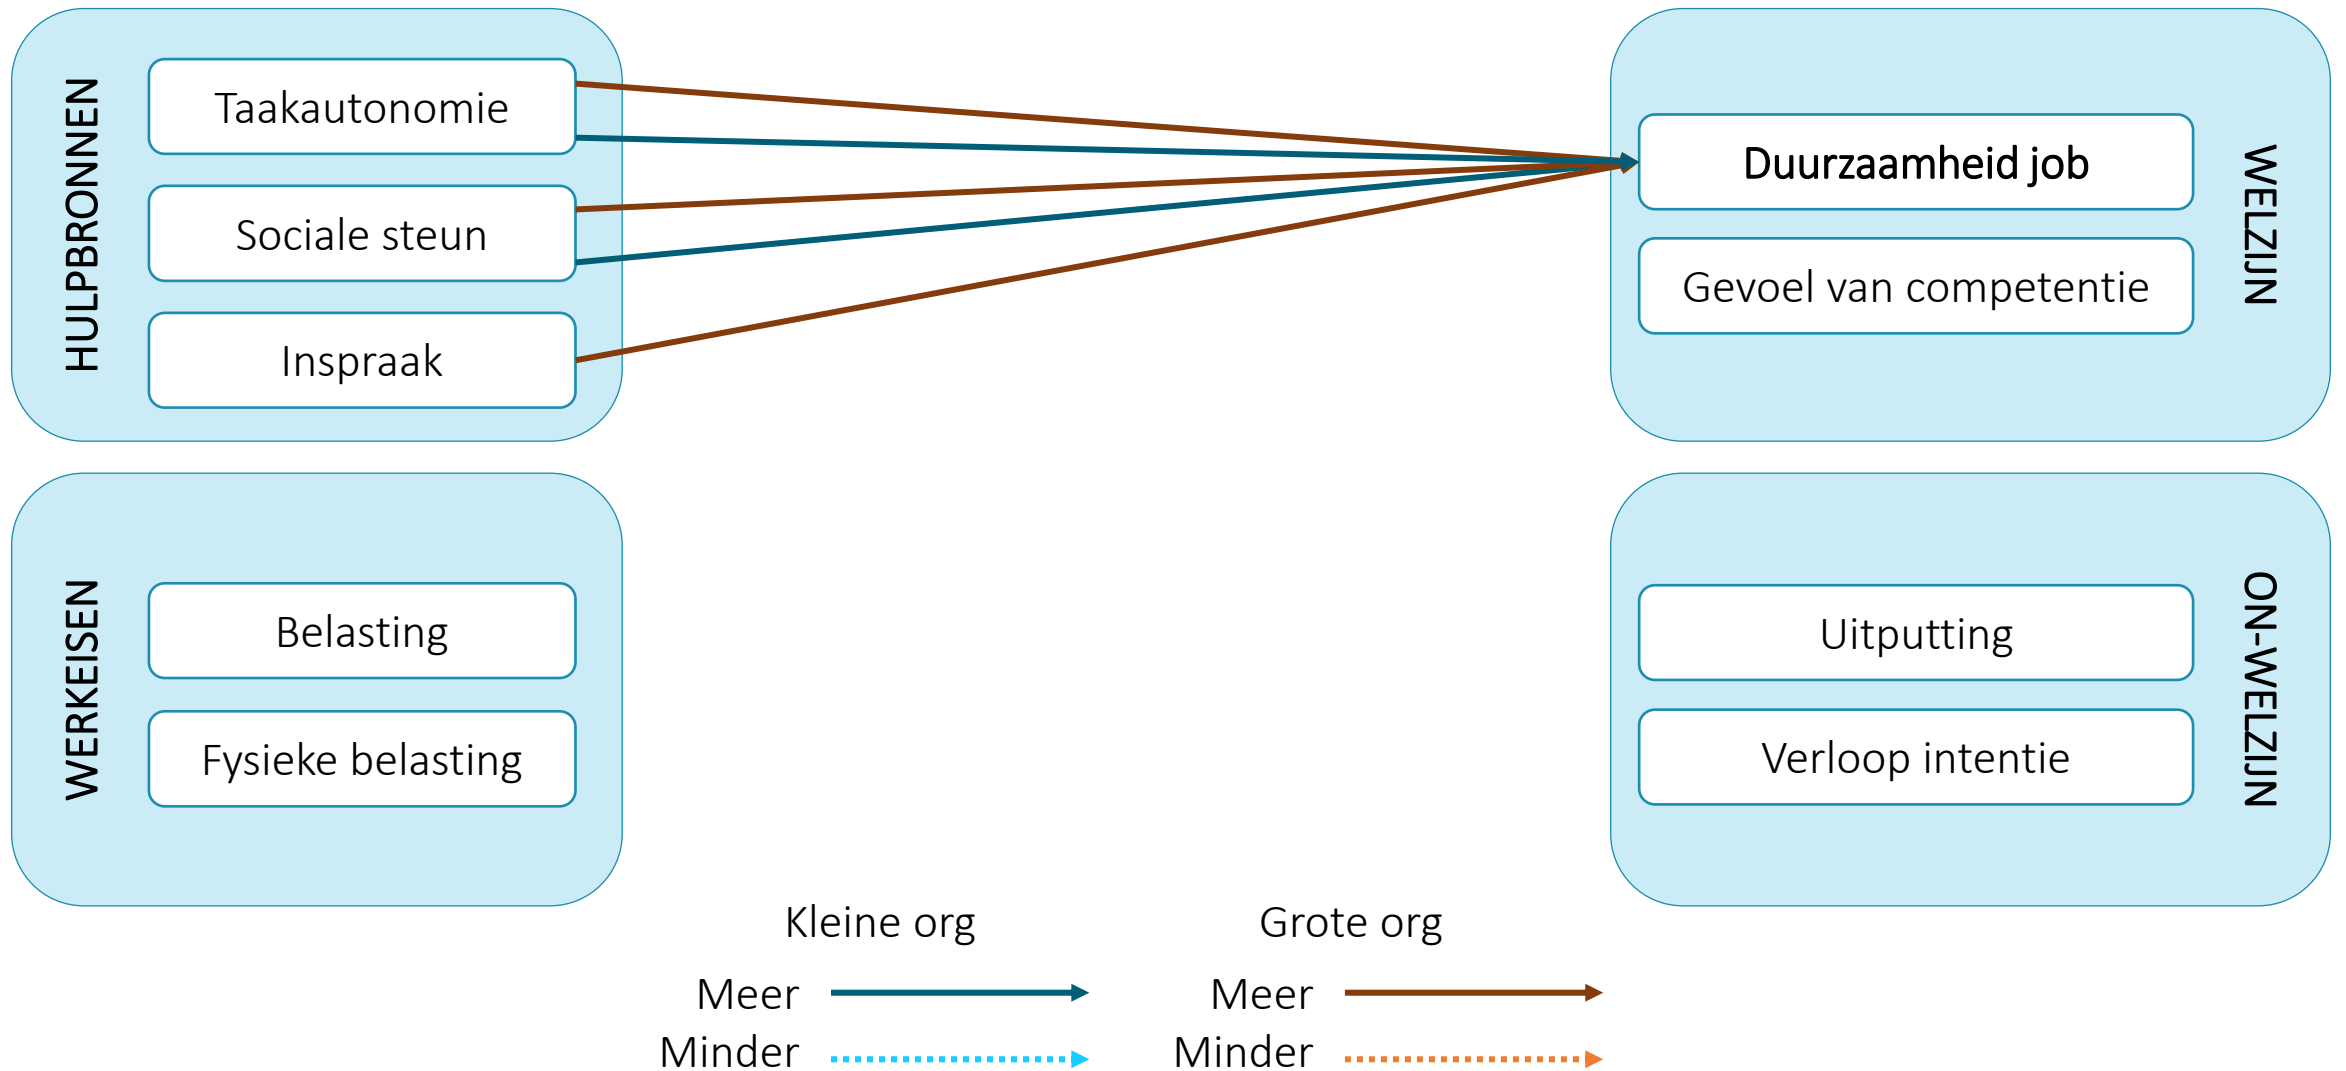 HULPBRONNEN
Taakautonomie
Sociale steun
Inspraak
Duurzaamheid job
Gevoel van competentie
WELZIJN
WERKEISEN
Belasting
Fysieke belasting
Uitputting
Verloop intentie
ON-WELZIJN
Kleine org
Meer
Minder
Grote org
Meer
Minder